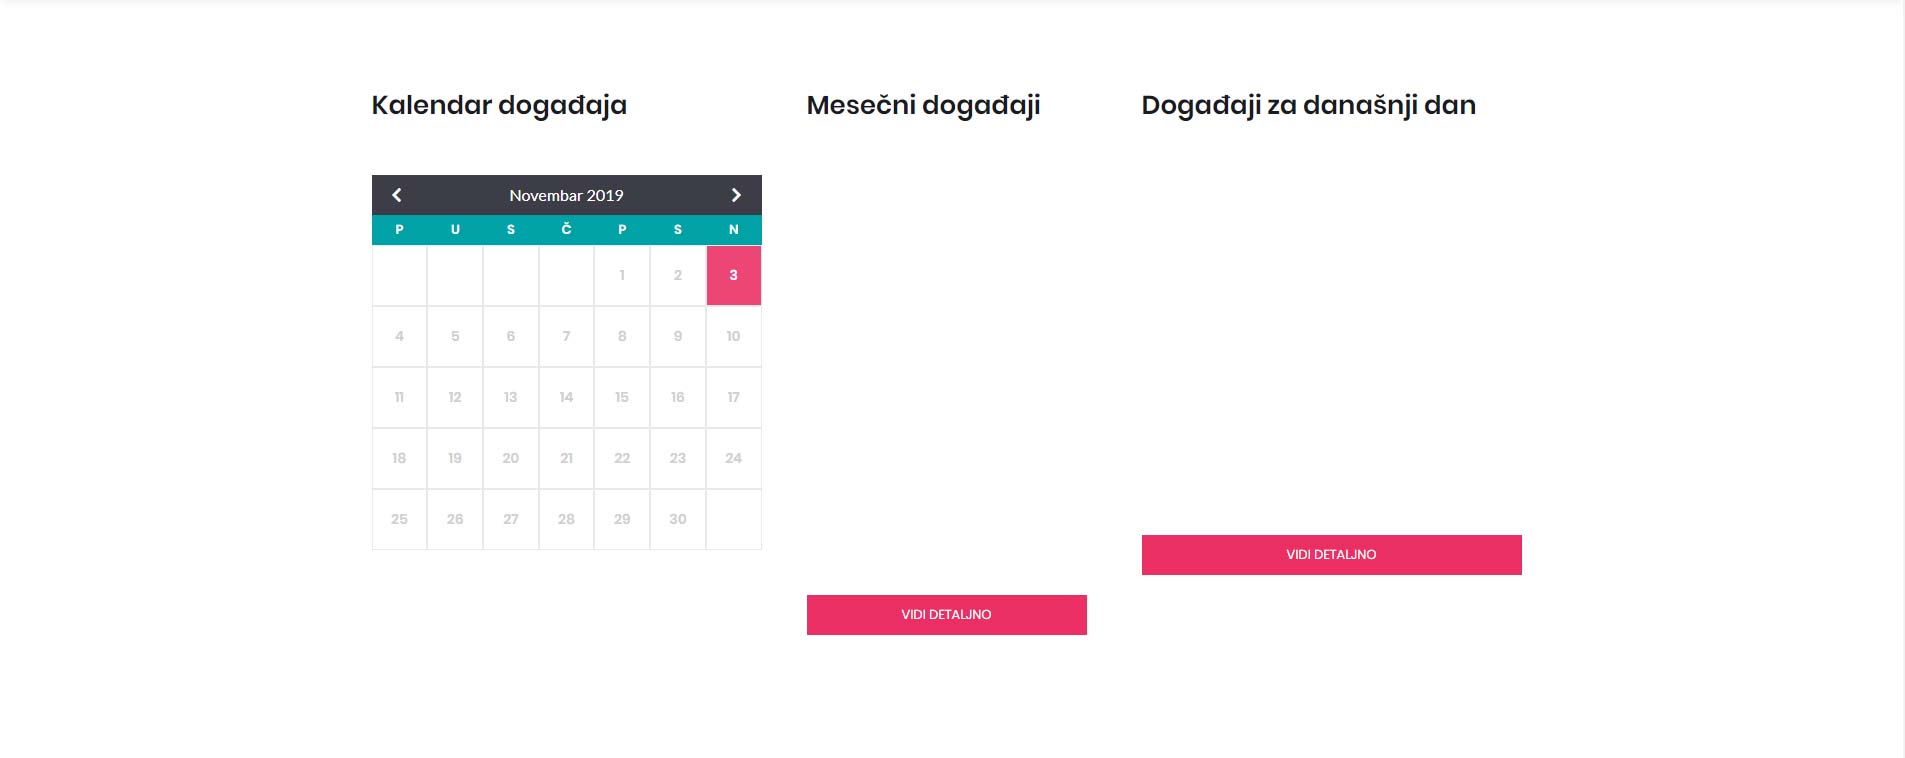 Kalendar događaja
Novembar 2019
P U S Č P S N
1 2 3
4 5 6 7 8 9 10
11 12 13 14 15 16 17
18 19 20 21 22 23 24
25 26 27 28 29 30
Mesečni događaji
VIDI DETALJNO
Događaji za današnji dan
VIDI DETALJNO